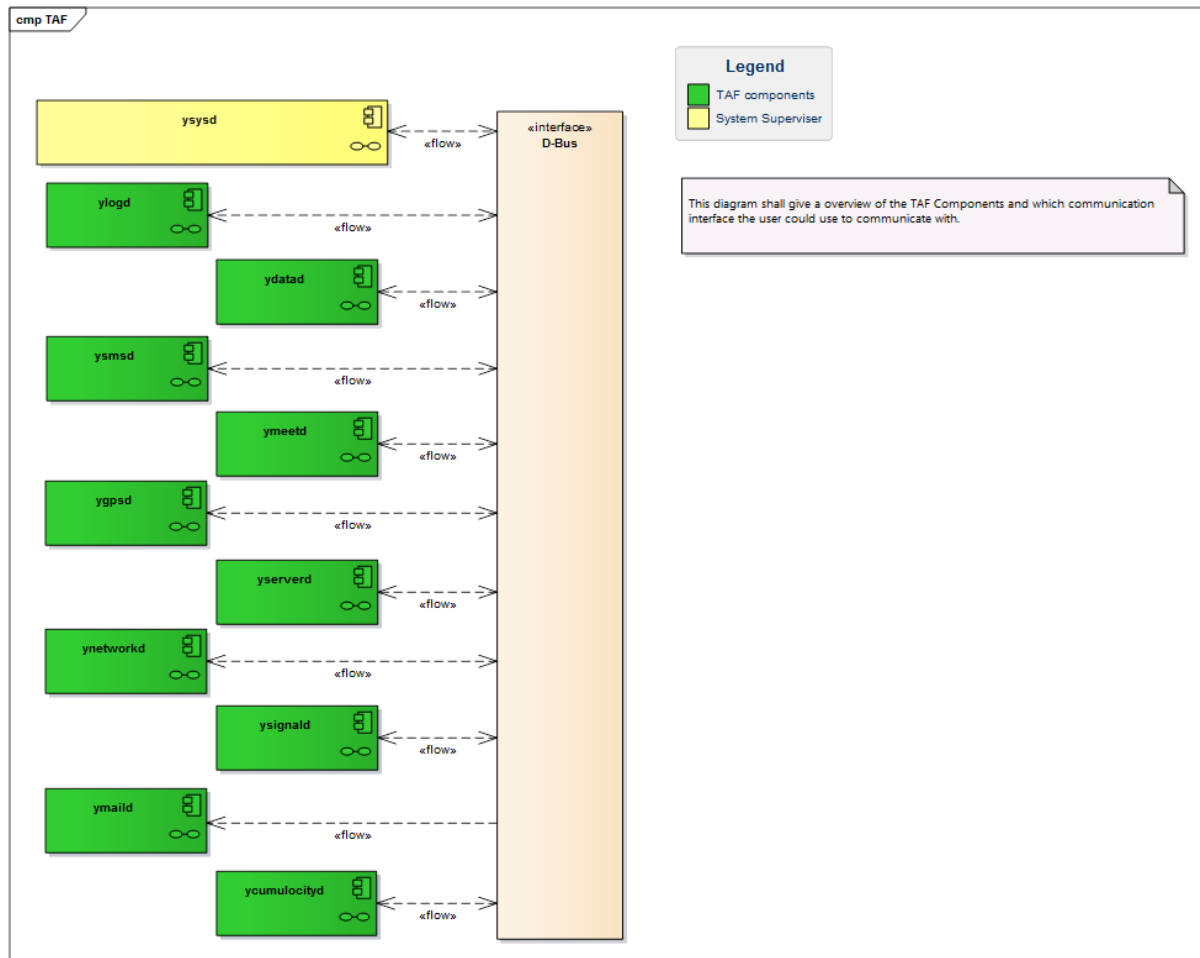 cmp TAF
Legend
TAF components
System Superviser
ysysd
«flow»
«interface»
D-Bus
This diagram shall give a overview of the TAF Components and which communication
interface the user could use to communicate with.
ylogd
«flow»
ydatad
«flow»
ysmsd
«flow»
ymeetd
«flow»
ygpsd
«flow»
yserverd
«flow»
ynetworkd
«flow»
ysignald
«flow»
ymaild
«flow»
ycumulocityd
«flow»